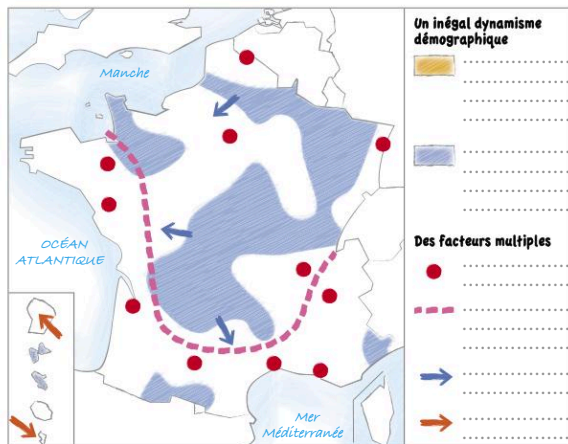 Manche
OCÉAN
ATLANTIQUE
Mer
Méditerranée
Un inégal dynamisme
démographique
Des facteurs multiples